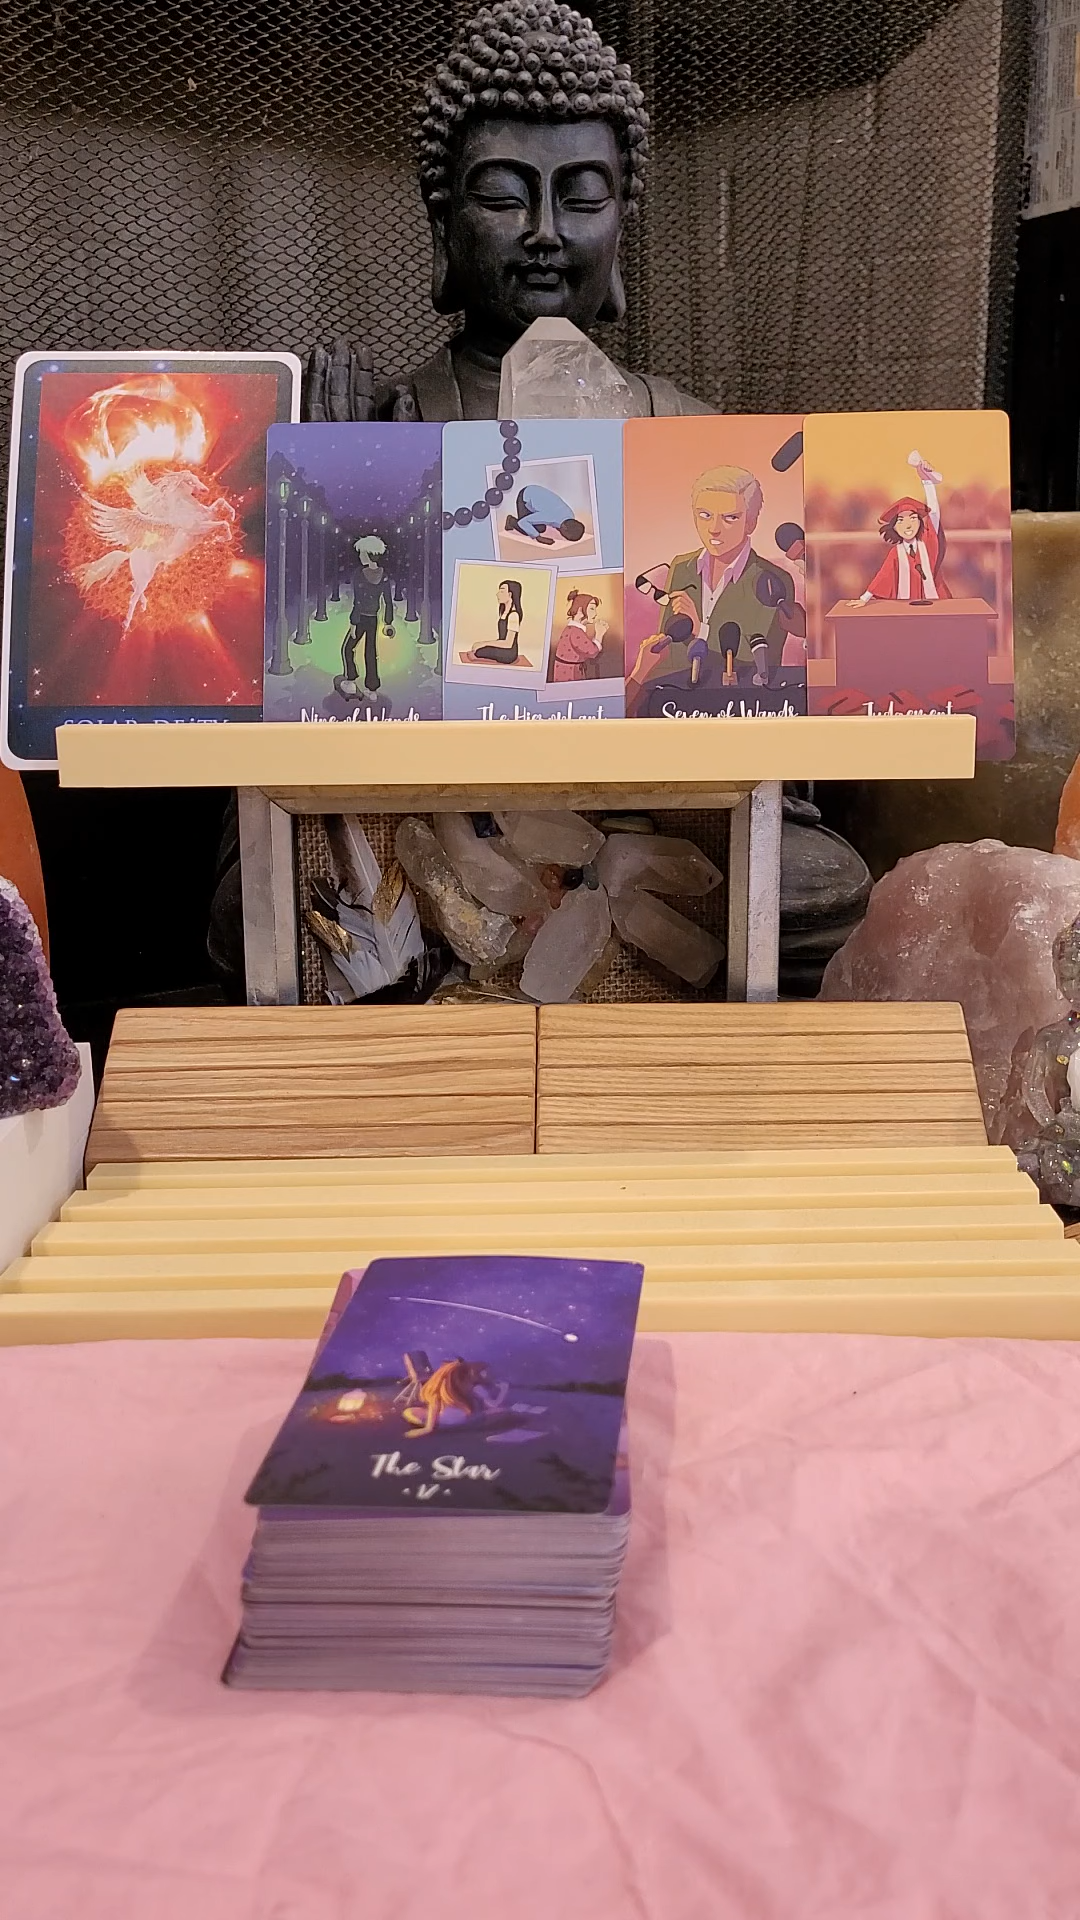 SOLAR DEITY
Nine of Wands
The Hierophant
Seven of Wands
Judgement
The Star